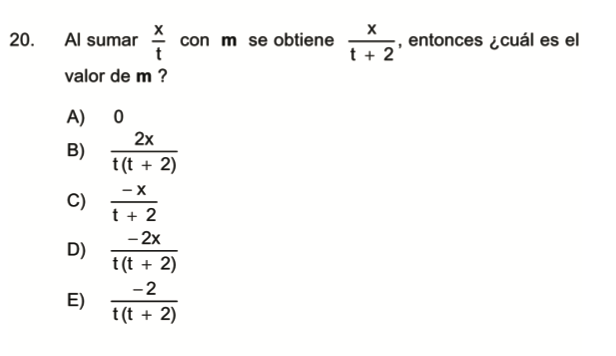 20. Al sumar x/t con m se obtiene x/(t + 2), entonces ¿cuál es el
valor de m ?
A) 0
B) 2x/(t(t + 2))
C) –x/(t + 2)
D) –2x/(t(t + 2))
E) –2/(t(t + 2))